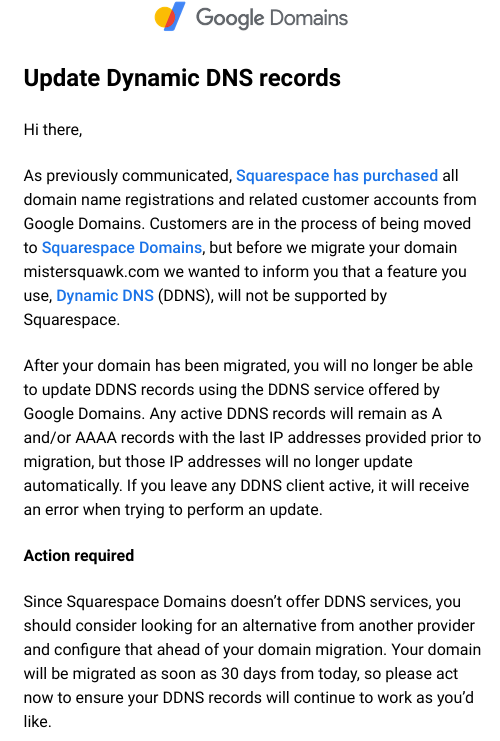 Google Domains
Update Dynamic DNS records
Hi there,
As previously communicated, Squarespace has purchased all
domain name registrations and related customer accounts from
Google Domains. Customers are in the process of being moved
to Squarespace Domains, but before we migrate your domain
mistersquawk.com we wanted to inform you that a feature you
use, Dynamic DNS (DDNS), will not be supported by
Squarespace.
After your domain has been migrated, you will no longer be able
to update DDNS records using the DDNS service offered by
Google Domains. Any active DDNS records will remain as A
and/or AAAA records with the last IP addresses provided prior to
migration, but those IP addresses will no longer update
automatically. If you leave any DDNS client active, it will receive
an error when trying to perform an update.
Action required
Since Squarespace Domains doesn’t offer DDNS services, you
should consider looking for an alternative from another provider
and configure that ahead of your domain migration. Your domain
will be migrated as soon as 30 days from today, so please act
now to ensure your DDNS records will continue to work as you’d
like.